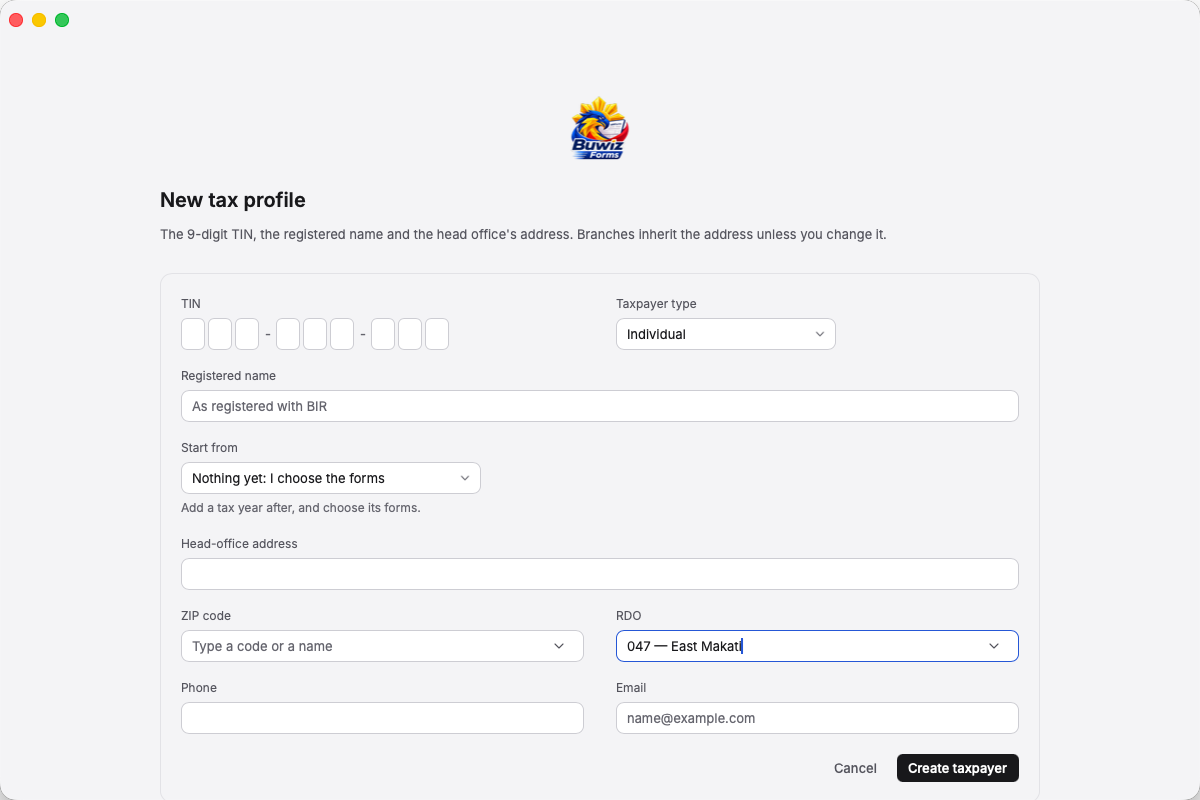 Buwiz
Forms
New tax profile
The 9-digit TIN, the registered name and the head office's address. Branches inherit the address unless you change it.
TIN
Taxpayer type
- -
Individual
Registered name
As registered with BIR
Start from
Nothing yet: I choose the forms
Add a tax year after, and choose its forms.
Head-office address
ZIP code
RDO
Type a code or a name
047 — East Makati
Phone
Email
name@example.com
Cancel
Create taxpayer